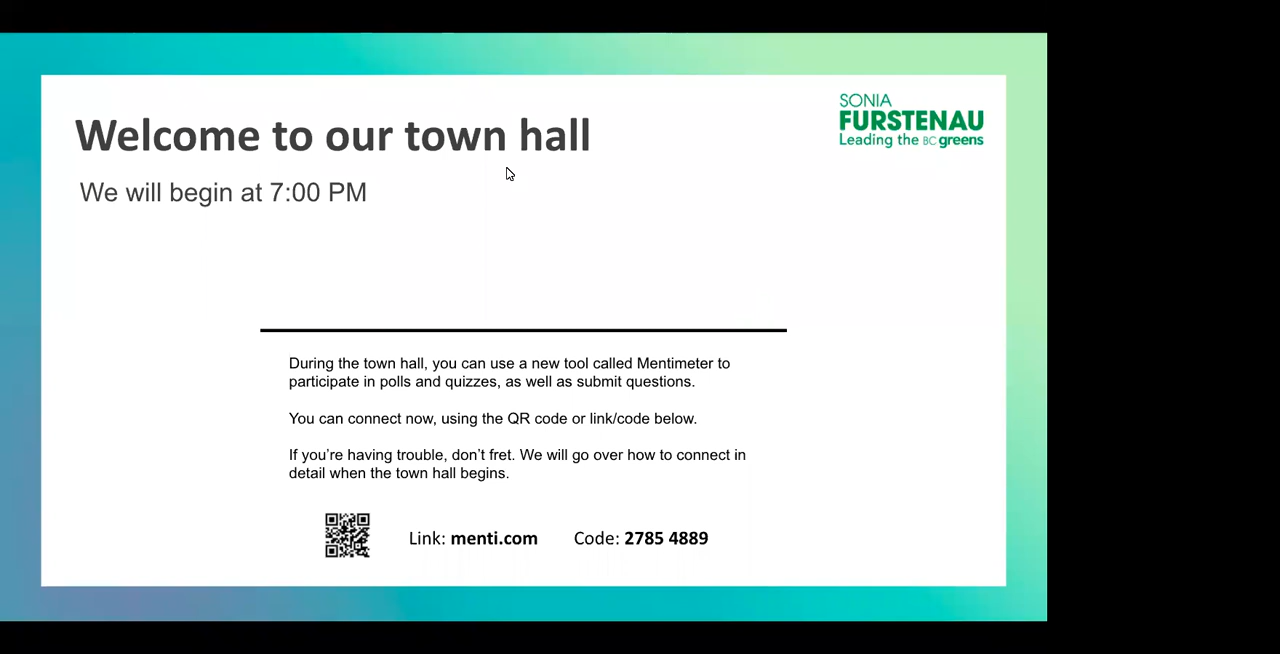 Welcome to our town hall
SONIA
FURSTENAU
Leading the BC greens
We will begin at 7:00 PM
During the town hall, you can use a new tool called Mentimeter to
participate in polls and quizzes, as well as submit questions.
You can connect now, using the QR code or link/code below.
If you’re having trouble, don’t fret. We will go over how to connect in
detail when the town hall begins.
Link: menti.com Code: 2785 4889